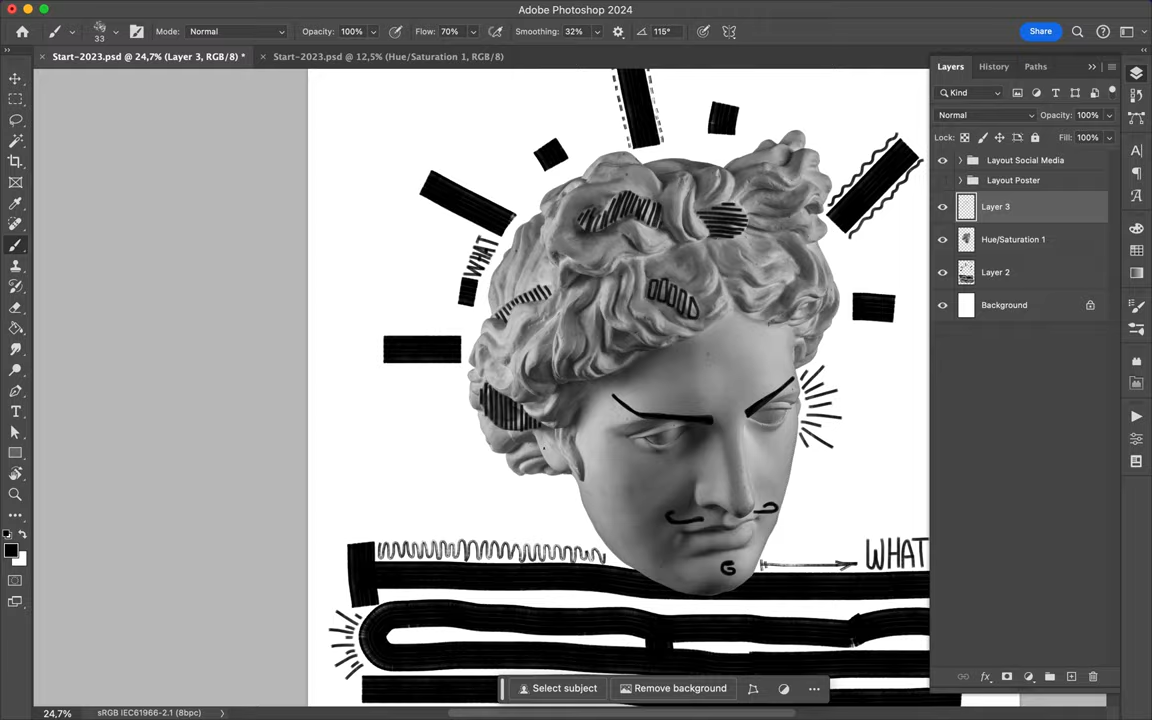 Adobe Photoshop 2024
33
Mode: Normal
Opacity: 100%
Flow: 70%
Smoothing: 32%
115°
Share
Start-2023.psd @ 24,7% (Layer 3, RGB/8) *
Start-2023.psd @ 12,5% (Hue/Saturation 1, RGB/8)
Layers
History
Paths
Kind
Normal
Opacity: 100%
Lock:
Fill: 100%
Layout Social Media
Layout Poster
Layer 3
Hue/Saturation 1
Layer 2
Background
WHAT
WHAT
Select subject
Remove background
24,7%
sRGB IEC61966-2.1 (8bpc)